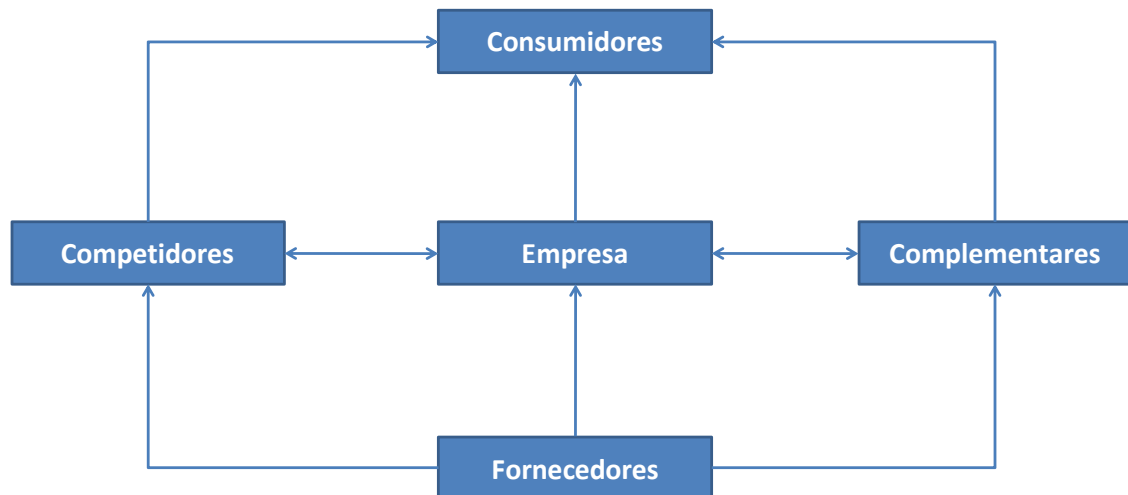 Consumidores
Competidores
Empresa
Complementares
Fornecedores